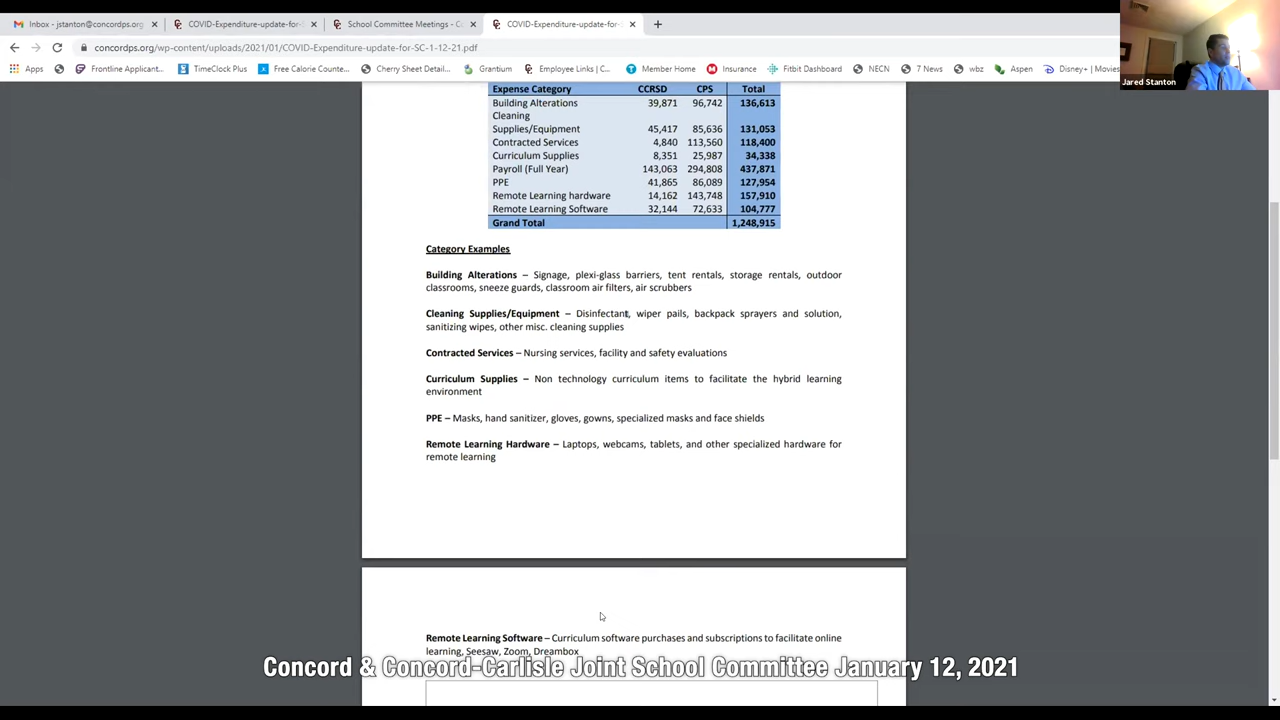 Inbox - jstanton@concordps.org
COVID-Expenditure-update-for-S
School Committee Meetings - C
COVID-Expenditure-update-for-
concordps.org/wp-content/uploads/2021/01/COVID-Expenditure-update-for-SC-1-12-21.pdf
Apps Frontline Applicant... TimeClock Plus Free Calorie Counte... Cherry Sheet Detail... Grantium Employee Links | C... Member Home Insurance Fitbit Dashboard NECN 7 News wbz Aspen Disney+ | Movies
Jared Stanton
Expense Category CCRSD CPS Total
Building Alterations 39,871 96,742 136,613
Cleaning
Supplies/Equipment 45,417 85,636 131,053
Contracted Services 4,840 113,560 118,400
Curriculum Supplies 8,351 25,987 34,338
Payroll (Full Year) 143,063 294,808 437,871
PPE 41,865 86,089 127,954
Remote Learning hardware 14,162 143,748 157,910
Remote Learning Software 32,144 72,633 104,777
Grand Total 1,248,915
Category Examples
Building Alterations – Signage, plexi-glass barriers, tent rentals, storage rentals, outdoor
classrooms, sneeze guards, classroom air filters, air scrubbers
Cleaning Supplies/Equipment – Disinfectant, wiper pails, backpack sprayers and solution,
sanitizing wipes, other misc. cleaning supplies
Contracted Services – Nursing services, facility and safety evaluations
Curriculum Supplies – Non technology curriculum items to facilitate the hybrid learning
environment
PPE – Masks, hand sanitizer, gloves, gowns, specialized masks and face shields
Remote Learning Hardware – Laptops, webcams, tablets, and other specialized hardware for
remote learning
Remote Learning Software – Curriculum software purchases and subscriptions to facilitate online
learning, Seesaw, Zoom, Dreambox
Concord & Concord-Carlisle Joint School Committee January 12, 2021